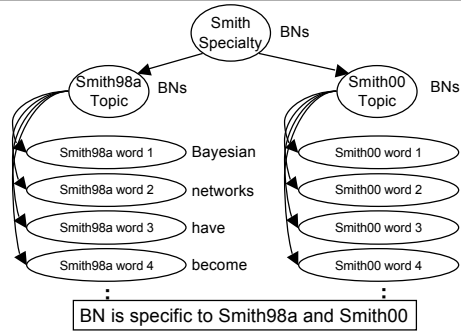 Smith
Specialty
BNs
Smith98a
Topic
BNs
Smith00
Topic
BNs
Smith98a word 1
Bayesian
Smith00 word 1
Smith98a word 2
networks
Smith00 word 2
Smith98a word 3
have
Smith00 word 3
Smith98a word 4
become
Smith00 word 4
BN is specific to Smith98a and Smith00